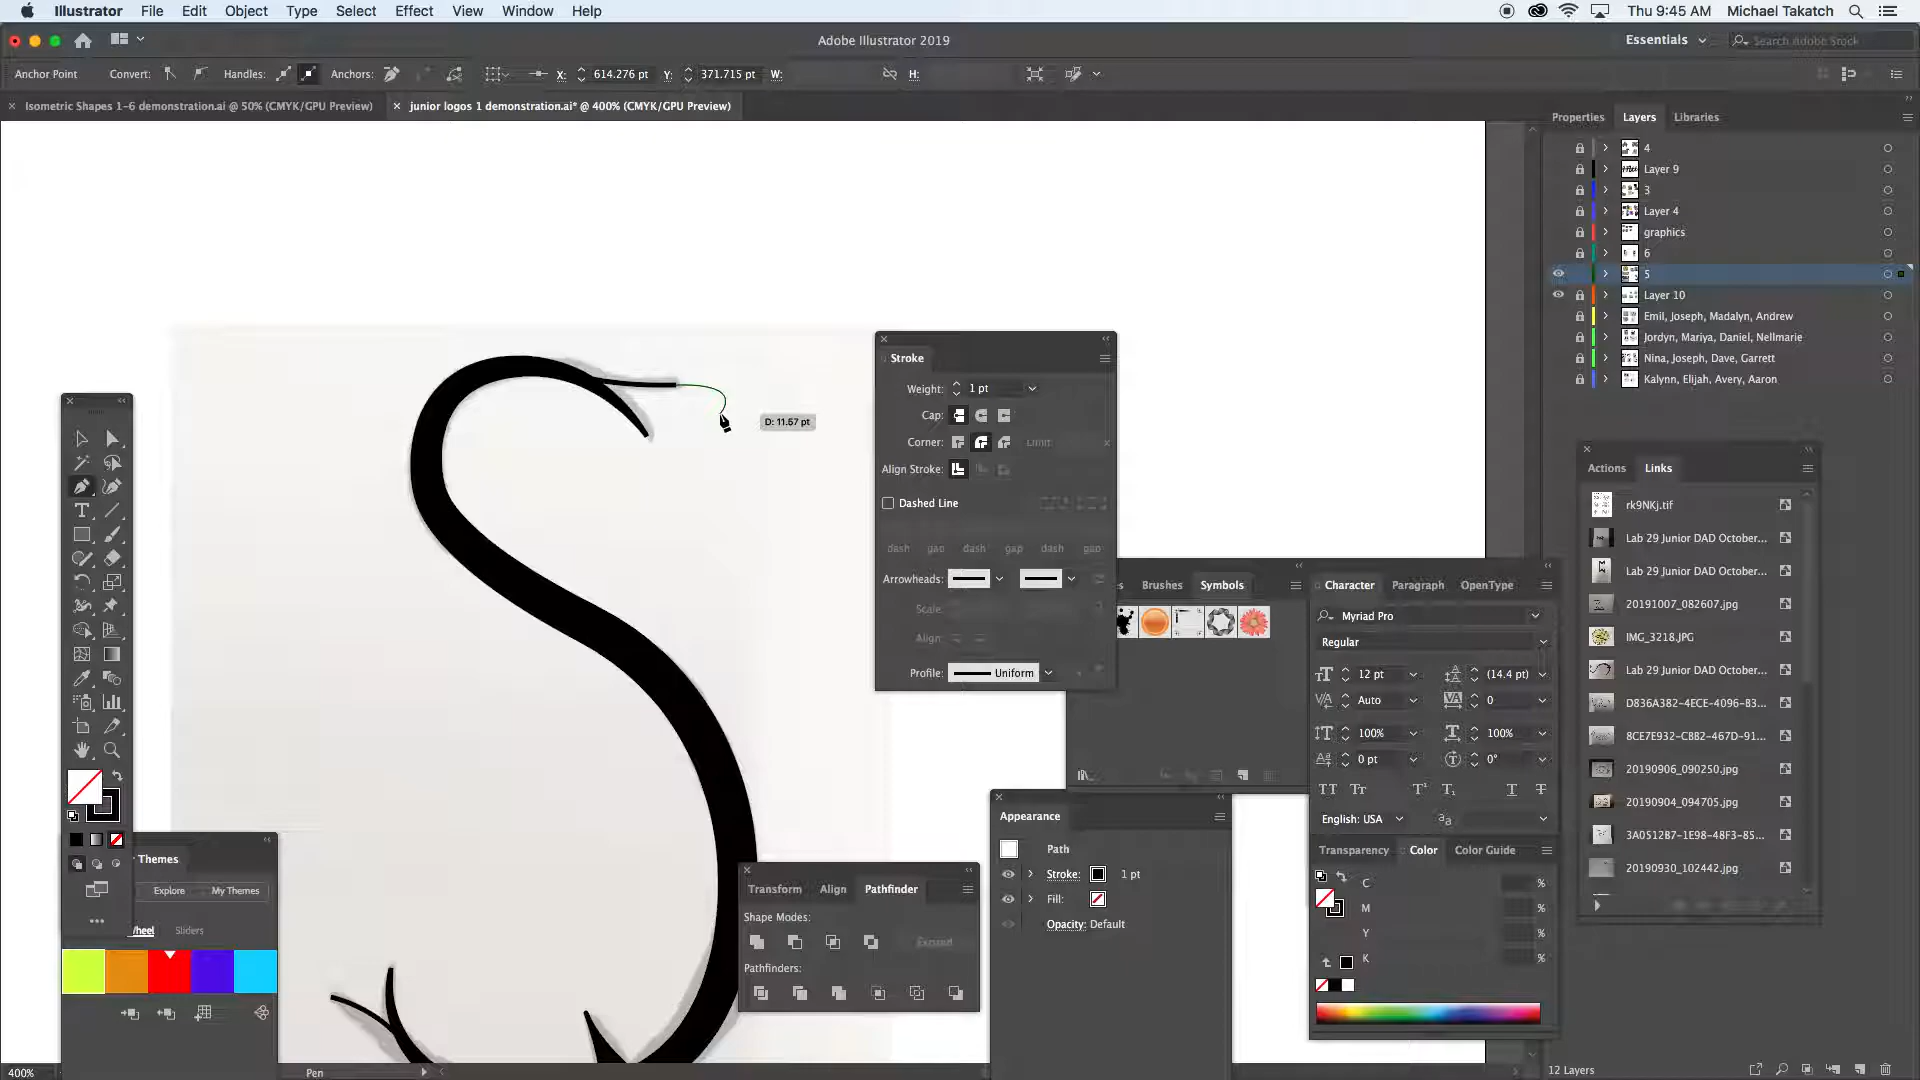 Illustrator File Edit Object Type Select Effect View Window Help Thu 9:45 AM Michael Takatch
Adobe Illustrator 2019 Essentials Search Adobe Stock
Anchor Point Convert: Handles: Anchors: X: 614.276 pt Y: 371.715 pt W: H:
Isometric Shapes 1-6 demonstration.ai @ 50% (CMYK/GPU Preview) junior logos 1 demonstration.ai* @ 400% (CMYK/GPU Preview)
Properties Layers Libraries
4
Layer 9
3
Layer 4
graphics
6
5
Layer 10
Emil, Joseph, Madalyn, Andrew
Jordyn, Mariya, Daniel, Nellmarie
Nina, Joseph, Dave, Garrett
Kalynn, Elijah, Avery, Aaron
12 Layers
D: 11.57 pt
Stroke
Weight: 1 pt
Cap:
Corner: Limit:
Align Stroke:
Dashed Line
dash gap dash gap dash gap
Arrowheads:
Scale:
Align:
Profile: Uniform
Actions Links
rk9NKj.tif
Lab 29 Junior DAD October...
Lab 29 Junior DAD October...
20191007_082607.jpg
IMG_3218.JPG
Lab 29 Junior DAD October...
D836A382-4ECE-4096-B3...
8CE7E932-CBB2-467D-91...
20190906_090250.jpg
20190904_094705.jpg
3A0512B7-1E98-48F3-85...
20190930_102442.jpg
s Brushes Symbols
Character Paragraph OpenType
Myriad Pro
Regular
12 pt (14.4 pt)
Auto 0
100% 100%
0 pt 0°
TT Tr T¹ T₁ T T
English: USA aa
Transparency Color Color Guide
C %
M %
Y %
K %
Appearance
Path
Stroke: 1 pt
Fill:
Opacity: Default
Transform Align Pathfinder
Shape Modes:
Expand
Pathfinders:
Themes
Explore My Themes
Wheel Sliders
400% Pen